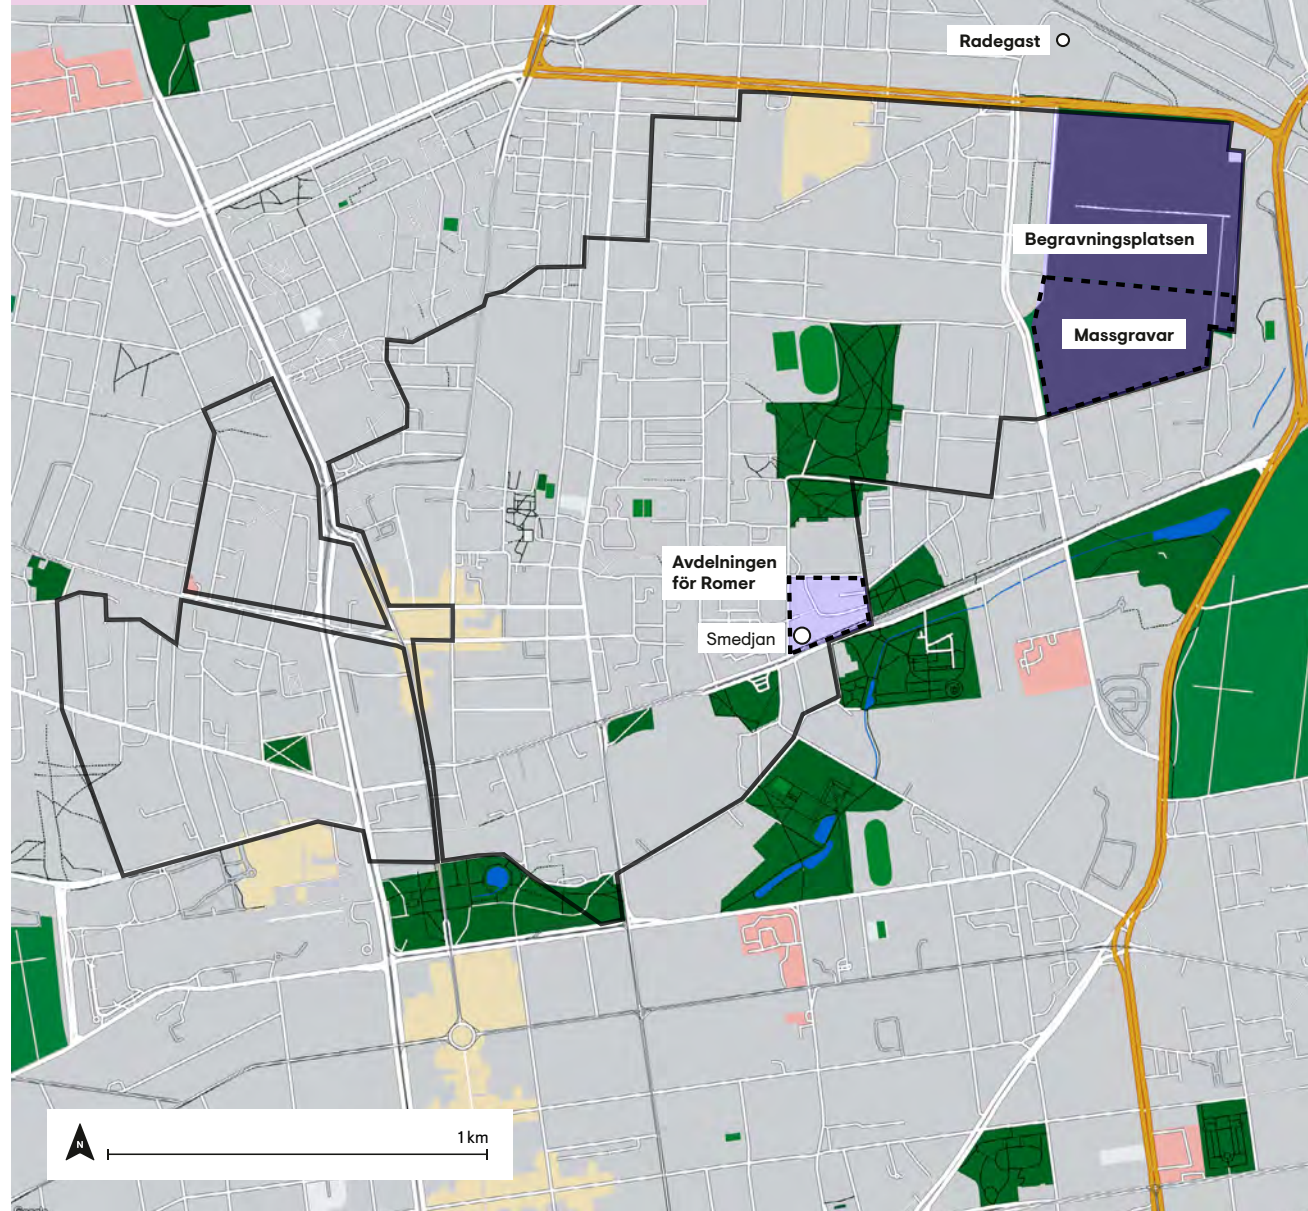 Radegast
Begravningsplatsen
Massgravar
Avdelningen
för Romer
Smedjan
N
1 km